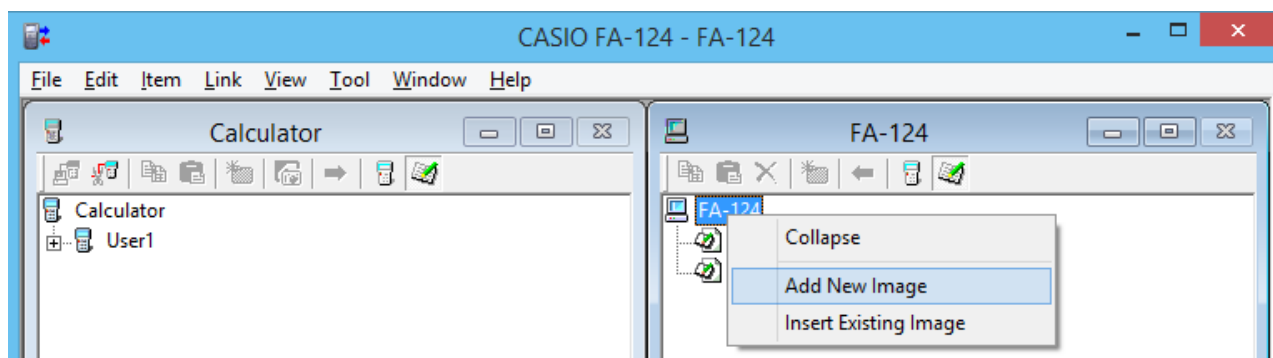 CASIO FA-124 - FA-124
File Edit Item Link View Tool Window Help
Calculator
FA-124
Calculator
User1
FA-124
Collapse
Add New Image
Insert Existing Image